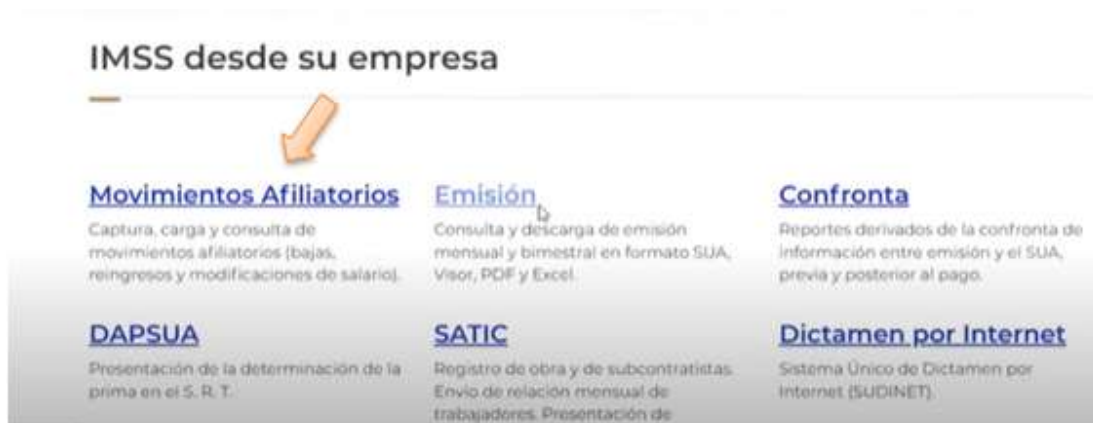 IMSS desde su empresa
Movimientos Afiliatorios
Captura, carga y consulta de
movimientos afiliatorios (bajas,
reingresos y modificaciones de salario).
Emisión
Consulta y descarga de emisión
mensual y bimestral en formato SUA,
Visor, PDF y Excel.
Confronta
Reportes derivados de la confronta de
información entre emisión y el SUA,
previa y posterior al pago.
DAPSUA
Presentación de la determinación de la
prima en el S. R. T.
SATIC
Registro de obra y de subcontratistas.
Envío de relación mensual de
trabajadores. Presentación de
Dictamen por Internet
Sistema Único de Dictamen por
Internet (SUDINET).